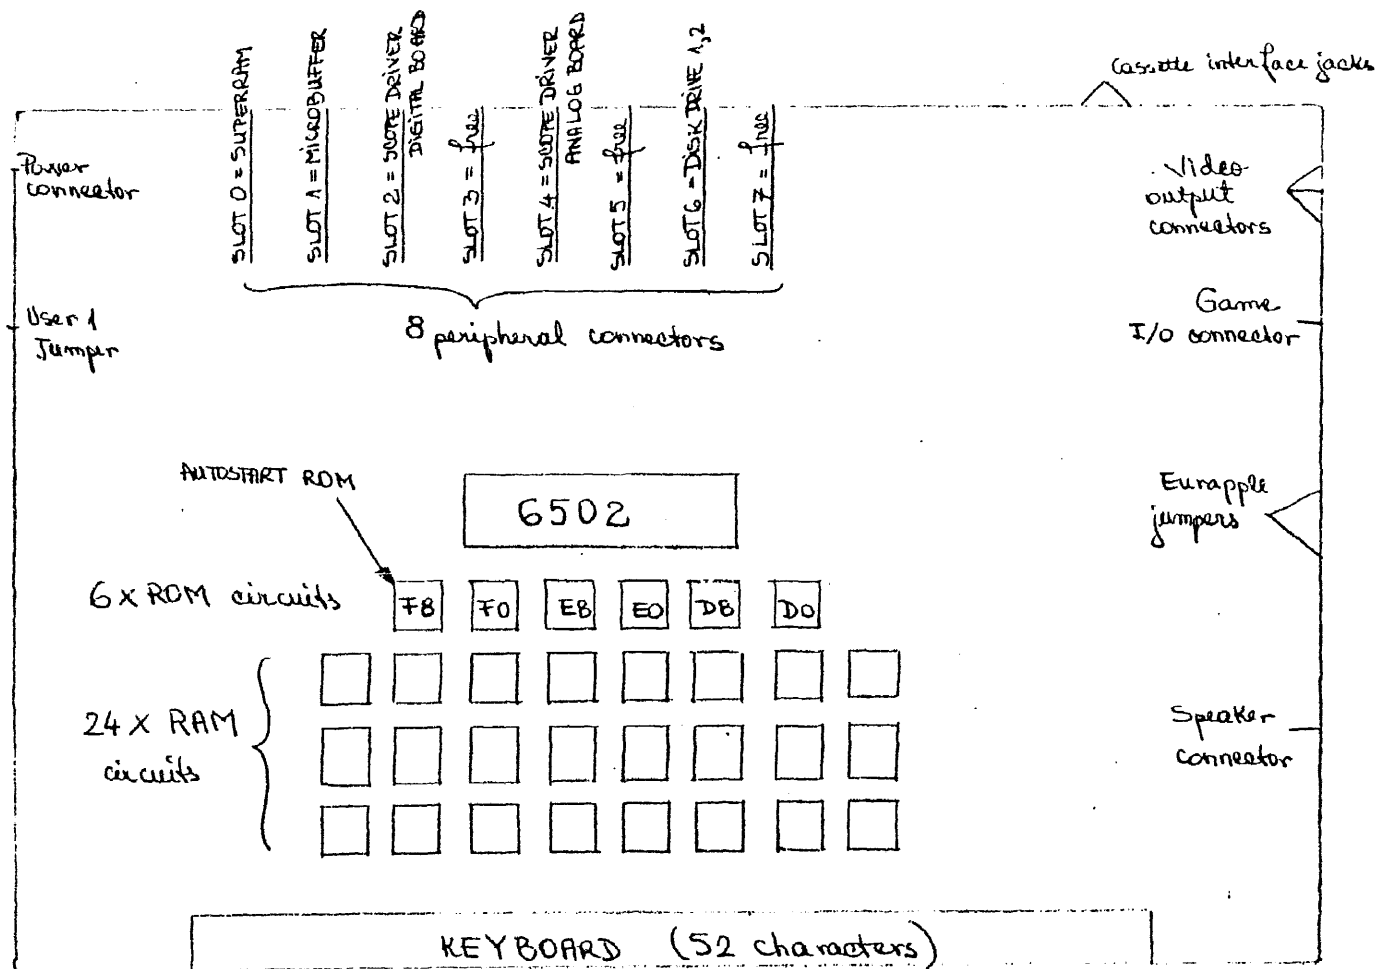 Cassette interface jacks
SLOT 0 = SUPERRAM
SLOT 1 = MICROBUFFER
SLOT 2 = SCOPE DRIVER
DIGITAL BOARD
SLOT 3 = free
SLOT 4 = SCOPE DRIVER
ANALOG BOARD
SLOT 5 = free
SLOT 6 = DISK DRIVE 1,2
SLOT 7 = free
Power
connector
Video
output
connectors
User 1
Jumper
8 peripheral connectors
Game
I/O connector
AUTOSTART ROM
6502
Eurapple
jumpers
6 x ROM circuits
F8 F0 E8 E0 D8 D0
24 X RAM
circuits
Speaker
connector
KEYBOARD (52 characters)